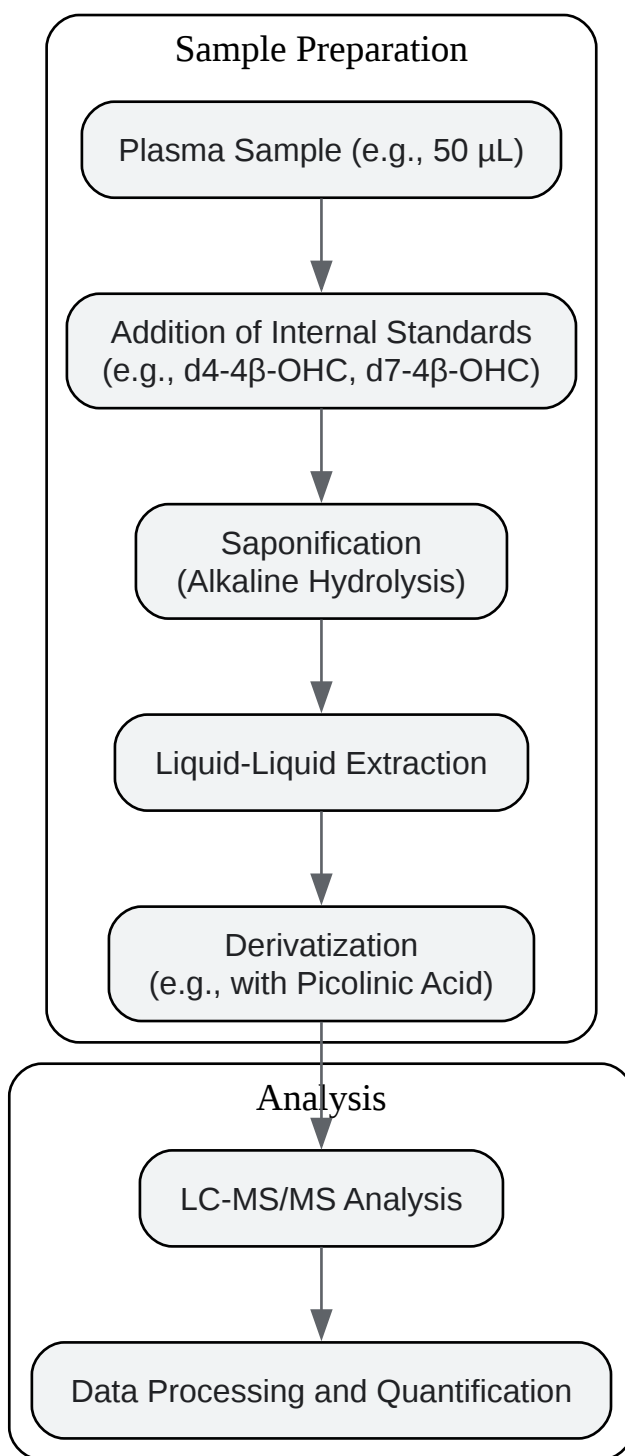 Sample Preparation
Plasma Sample (e.g., 50 µL)
Addition of Internal Standards
(e.g., d4-4β-OHC, d7-4β-OHC)
Saponification
(Alkaline Hydrolysis)
Liquid-Liquid Extraction
Derivatization
(e.g., with Picolinic Acid)
Analysis
LC-MS/MS Analysis
Data Processing and Quantification